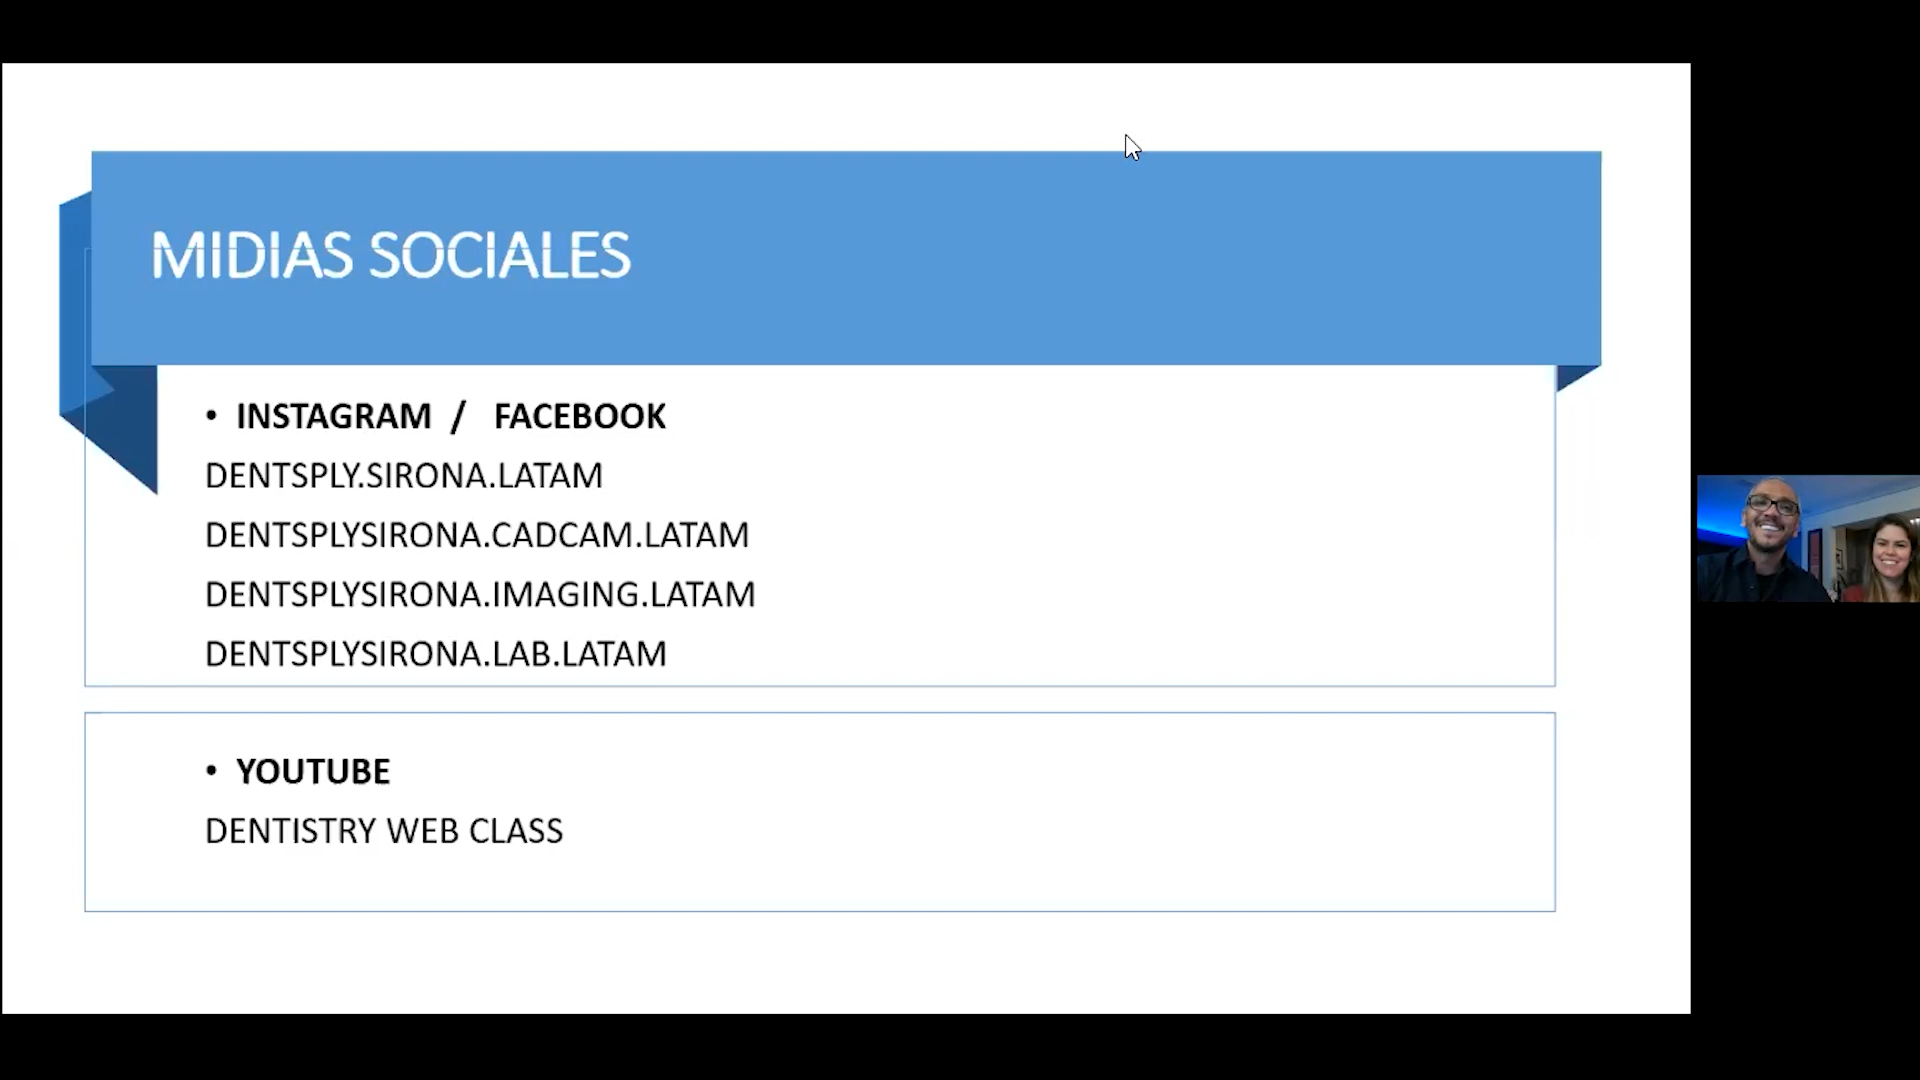 MIDIAS SOCIALES
• INSTAGRAM / FACEBOOK
DENTSPLY.SIRONA.LATAM
DENTSPLYSIRONA.CADCAM.LATAM
DENTSPLYSIRONA.IMAGING.LATAM
DENTSPLYSIRONA.LAB.LATAM
• YOUTUBE
DENTISTRY WEB CLASS